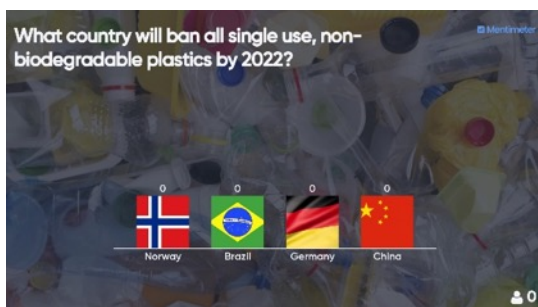 What country will ban all single use, non-
biodegradable plastics by 2022?
Mentimeter
0 0 0 0
Norway Brazil Germany China
0